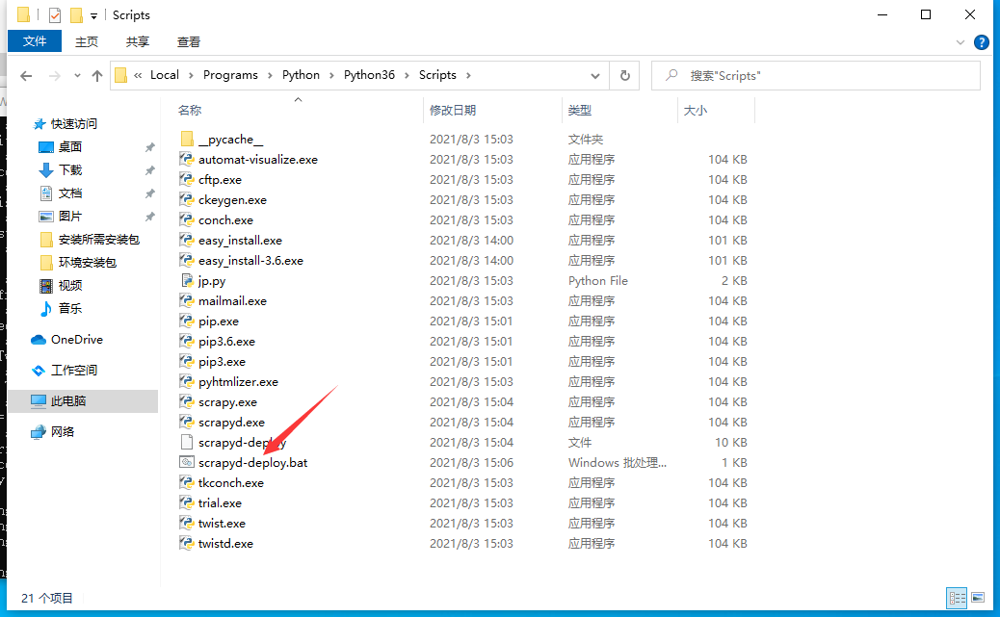 Scripts
文件 主页 共享 查看
« Local › Programs › Python › Python36 › Scripts › 搜索"Scripts"
名称 修改日期 类型 大小
快速访问
桌面
下载
文档
图片
安装所需安装包
环境安装包
视频
音乐
OneDrive
工作空间
此电脑
网络
__pycache__ 2021/8/3 15:03 文件夹
automat-visualize.exe 2021/8/3 15:03 应用程序 104 KB
cftp.exe 2021/8/3 15:03 应用程序 104 KB
ckeygen.exe 2021/8/3 15:03 应用程序 104 KB
conch.exe 2021/8/3 15:03 应用程序 104 KB
easy_install.exe 2021/8/3 14:00 应用程序 101 KB
easy_install-3.6.exe 2021/8/3 14:00 应用程序 101 KB
jp.py 2021/8/3 15:03 Python File 2 KB
mailmail.exe 2021/8/3 15:03 应用程序 104 KB
pip.exe 2021/8/3 15:01 应用程序 104 KB
pip3.6.exe 2021/8/3 15:01 应用程序 104 KB
pip3.exe 2021/8/3 15:01 应用程序 104 KB
pyhtmlizer.exe 2021/8/3 15:03 应用程序 104 KB
scrapy.exe 2021/8/3 15:04 应用程序 104 KB
scrapyd.exe 2021/8/3 15:04 应用程序 104 KB
scrapyd-deploy 2021/8/3 15:04 文件 10 KB
scrapyd-deploy.bat 2021/8/3 15:06 Windows 批处理... 1 KB
tkconch.exe 2021/8/3 15:03 应用程序 104 KB
trial.exe 2021/8/3 15:03 应用程序 104 KB
twist.exe 2021/8/3 15:03 应用程序 104 KB
twistd.exe 2021/8/3 15:03 应用程序 104 KB
21 个项目